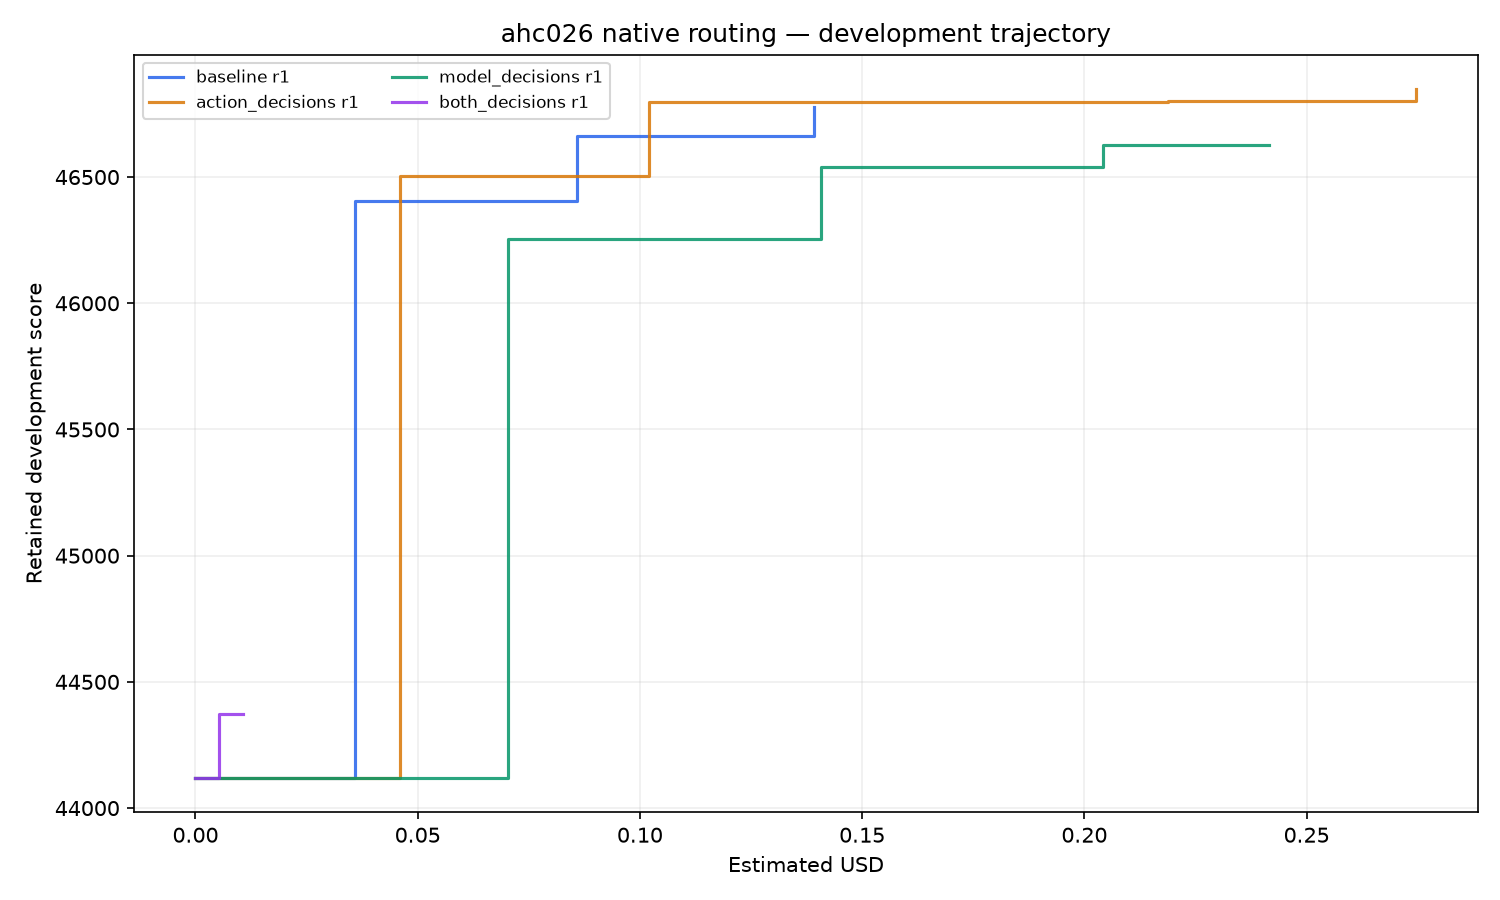 ahc026 native routing — development trajectory
baseline r1
action_decisions r1
model_decisions r1
both_decisions r1
Retained development score
46500
46000
45500
45000
44500
44000
0.00 0.05 0.10 0.15 0.20 0.25
Estimated USD